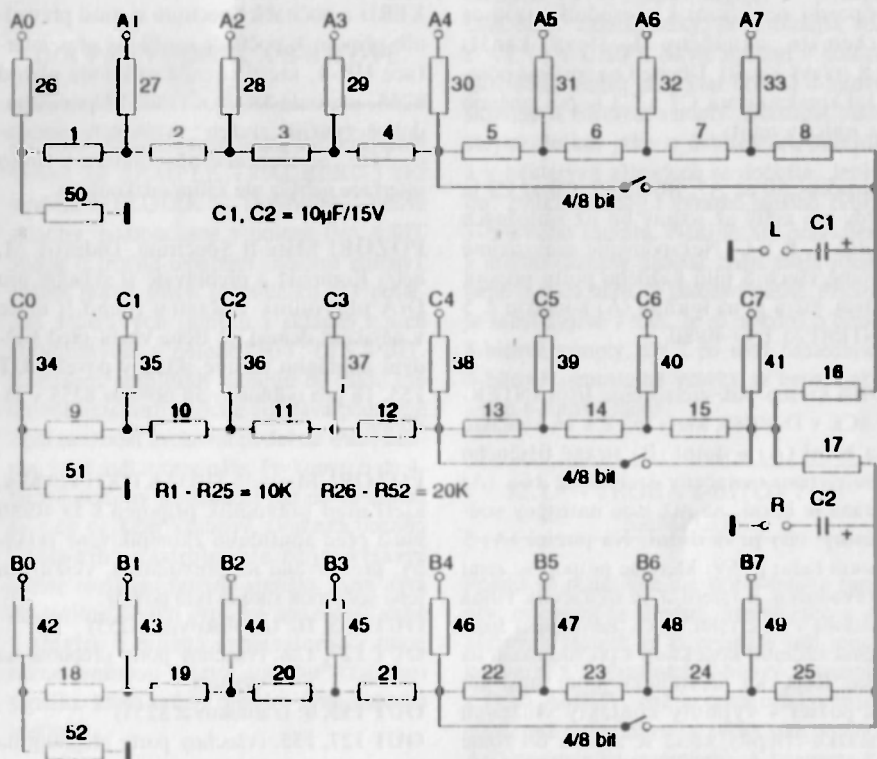 A0 A1 A2 A3 A4 A5 A6 A7
26 27 28 29 30 31 32 33
1 2 3 4 5 6 7 8
50
C1, C2 = 10µF/15V
4/8 bit
L C1
+
C0 C1 C2 C3 C4 C5 C6 C7
34 35 36 37 38 39 40 41
16
9 10 11 12 13 14 15
17
51
R1 - R25 = 10K R26 - R52 = 20K
4/8 bit
R C2
+
B0 B1 B2 B3 B4 B5 B6 B7
42 43 44 45 46 47 48 49
18 19 20 21 22 23 24 25
52
4/8 bit